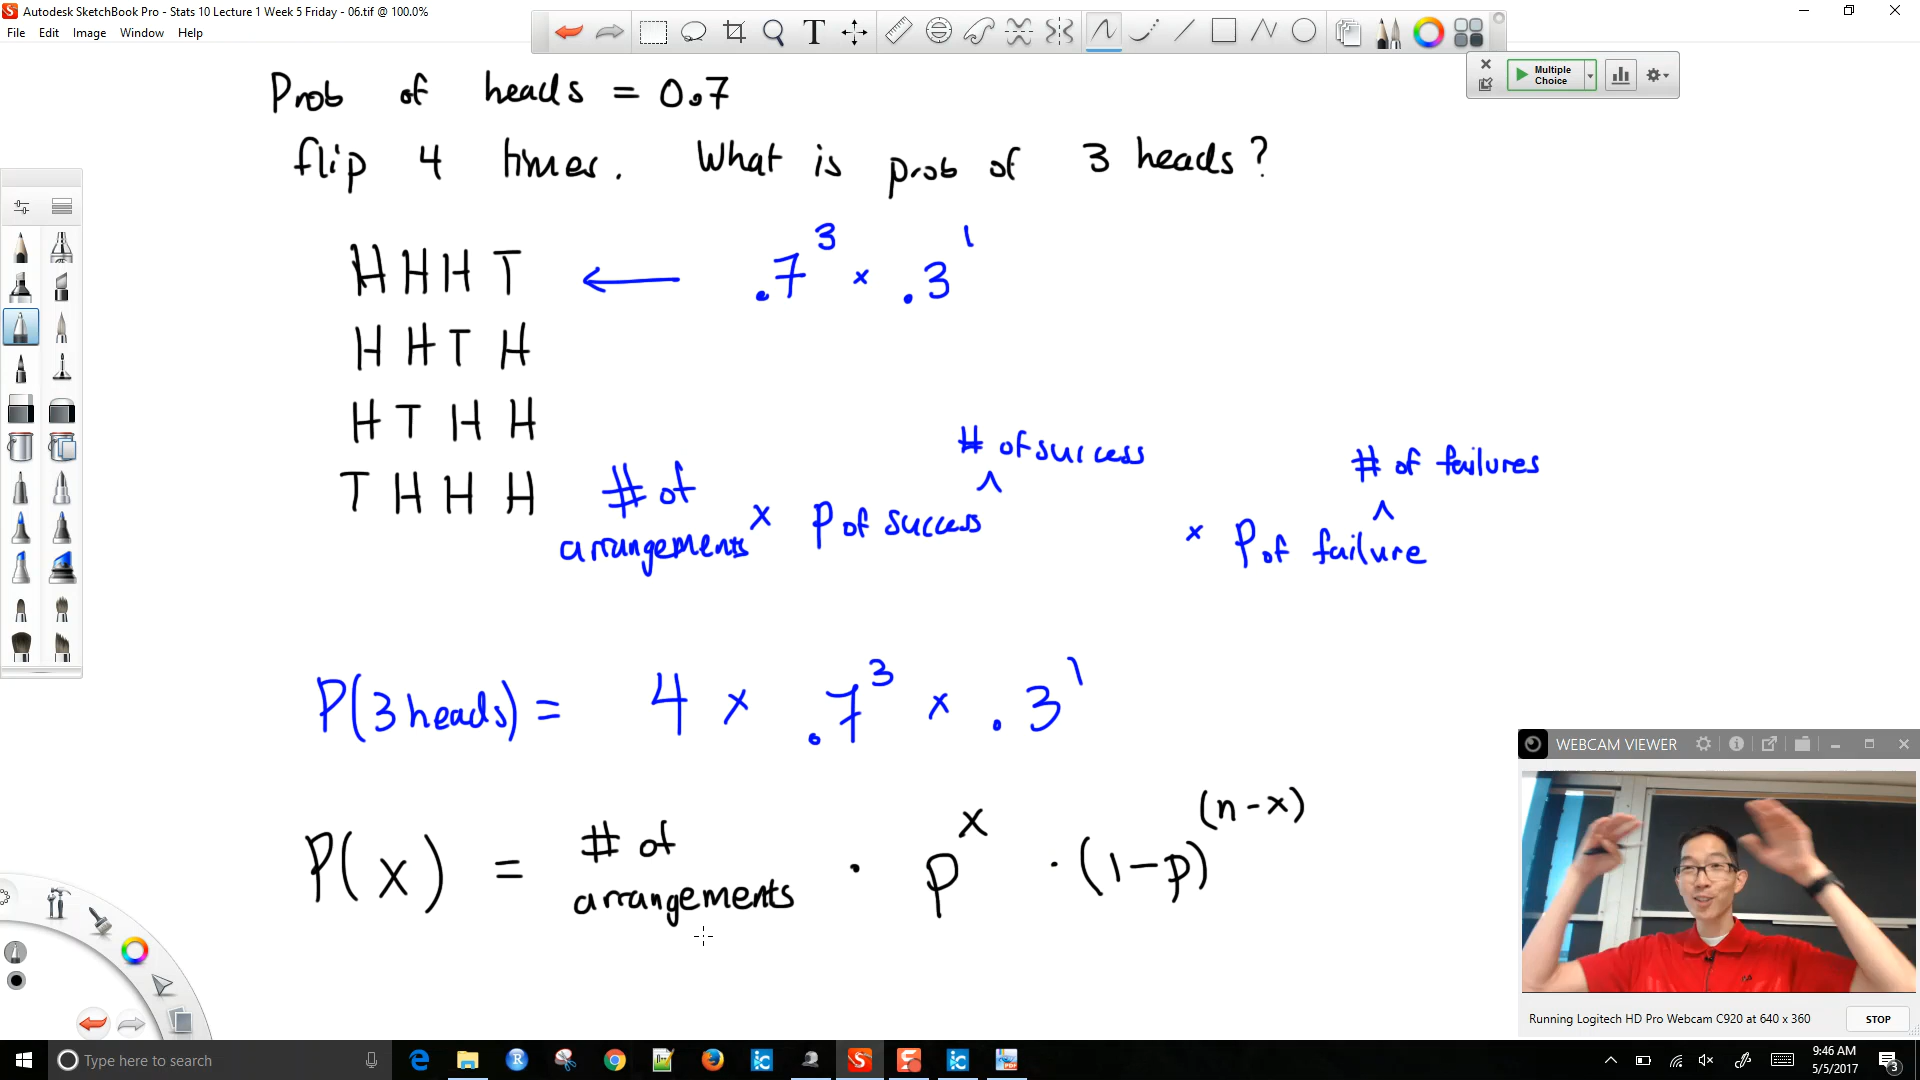 Autodesk SketchBook Pro - Stats 10 Lecture 1 Week 5 Friday - 06.tif @ 100.0%
File Edit Image Window Help
Multiple Choice
Prob of heads = 0.7
flip 4 times. What is prob of 3 heads?
H H H T ← .7^3 × .3^1
H H T H
H T H H
T H H H
# of arrangements × P of success ^ # of success × P of failure ^ # of failures
P(3 heads) = 4 × .7^3 × .3^1
P(x) = # of arrangements · p^x · (1-p)^(n-x)
WEBCAM VIEWER
Running Logitech HD Pro Webcam C920 at 640 x 360
STOP
Type here to search
9:46 AM
5/5/2017
3